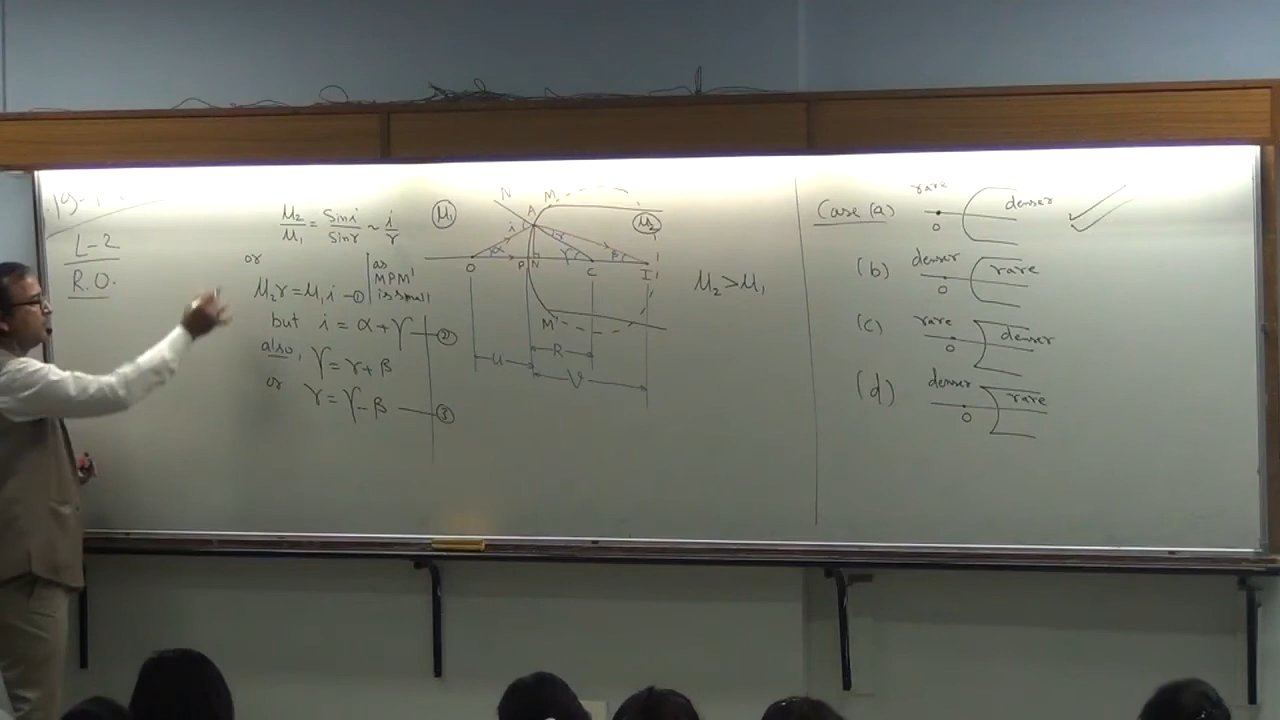 L-2
R.O.
μ₂/μ₁ = Sin i/Sin r ~ i/r
or
μ₂r = μ₁i —①
as
MPM'
is small
but i = α + γ —②
also, γ = r + β
or r = γ - β —③
μ₁
N
A
M
μ₂
i
r
α
γ
β
O
P
N
C
I
M'
R
u
v
μ₂ > μ₁
Case (a) rare denser O
(b) denser rare O
(c) rare denser O
(d) denser rare O